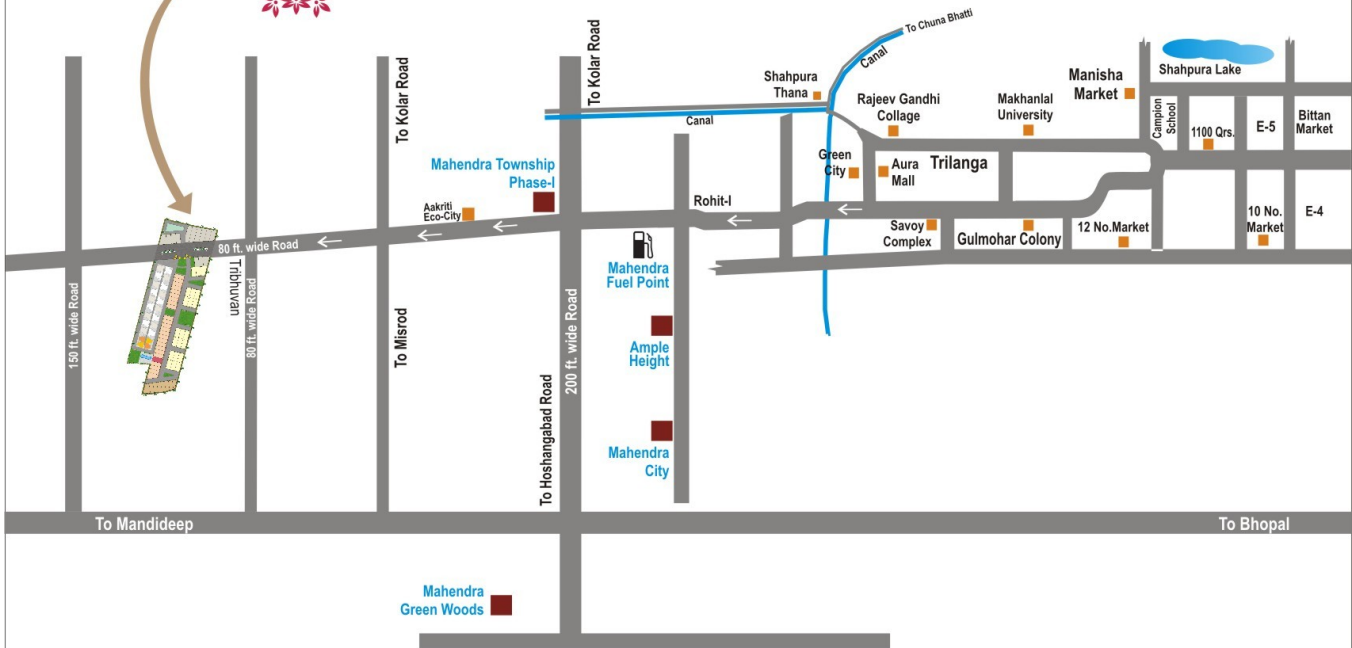 To Chuna Bhatti
Canal
To Kolar Road
To Kolar Road
Shahpura
Thana
Canal
Rajeev Gandhi
Collage
Makhanlal
University
Manisha
Market
Shahpura Lake
Campion
School
1100 Qrs.
E-5
Bittan
Market
Mahendra Township
Phase-I
Aakriti
Eco-City
Rohit-I
Green
City
Aura
Mall
Trilanga
Savoy
Complex
Gulmohar Colony
12 No.Market
10 No.
Market
E-4
80 ft. wide Road
Tribhuvan
150 ft. wide Road
80 ft. wide Road
To Misrod
200 ft. wide Road
To Hoshangabad Road
Mahendra
Fuel Point
Ample
Height
Mahendra
City
To Mandideep
To Bhopal
Mahendra
Green Woods